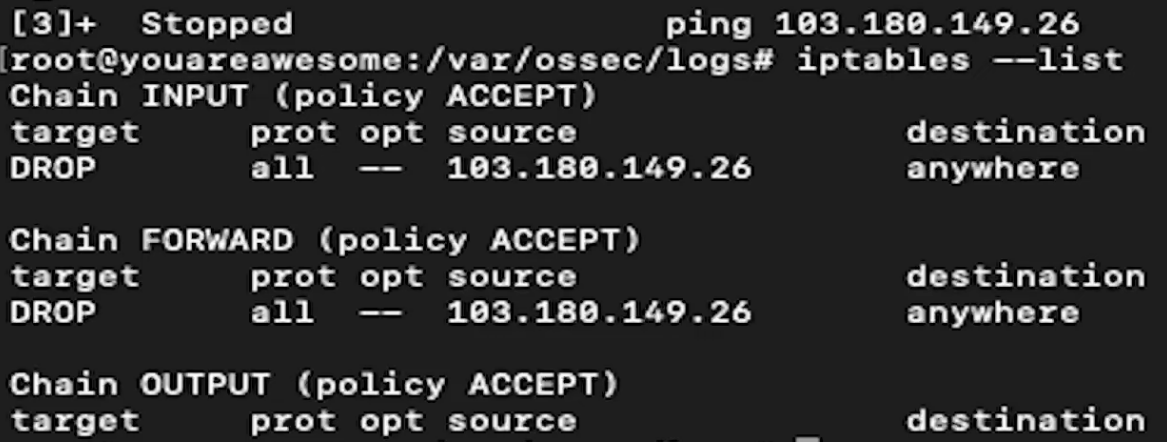 [3]+  Stopped                 ping 103.180.149.26
[root@youareawesome:/var/ossec/logs# iptables --list
Chain INPUT (policy ACCEPT)
target     prot opt source               destination
DROP       all  --  103.180.149.26       anywhere
Chain FORWARD (policy ACCEPT)
target     prot opt source               destination
DROP       all  --  103.180.149.26       anywhere
Chain OUTPUT (policy ACCEPT)
target     prot opt source               destination